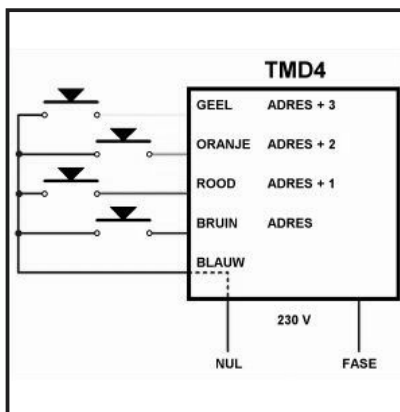 TMD4
GEEL ADRES + 3
ORANJE ADRES + 2
ROOD ADRES + 1
BRUIN ADRES
BLAUW
230 V
NUL FASE